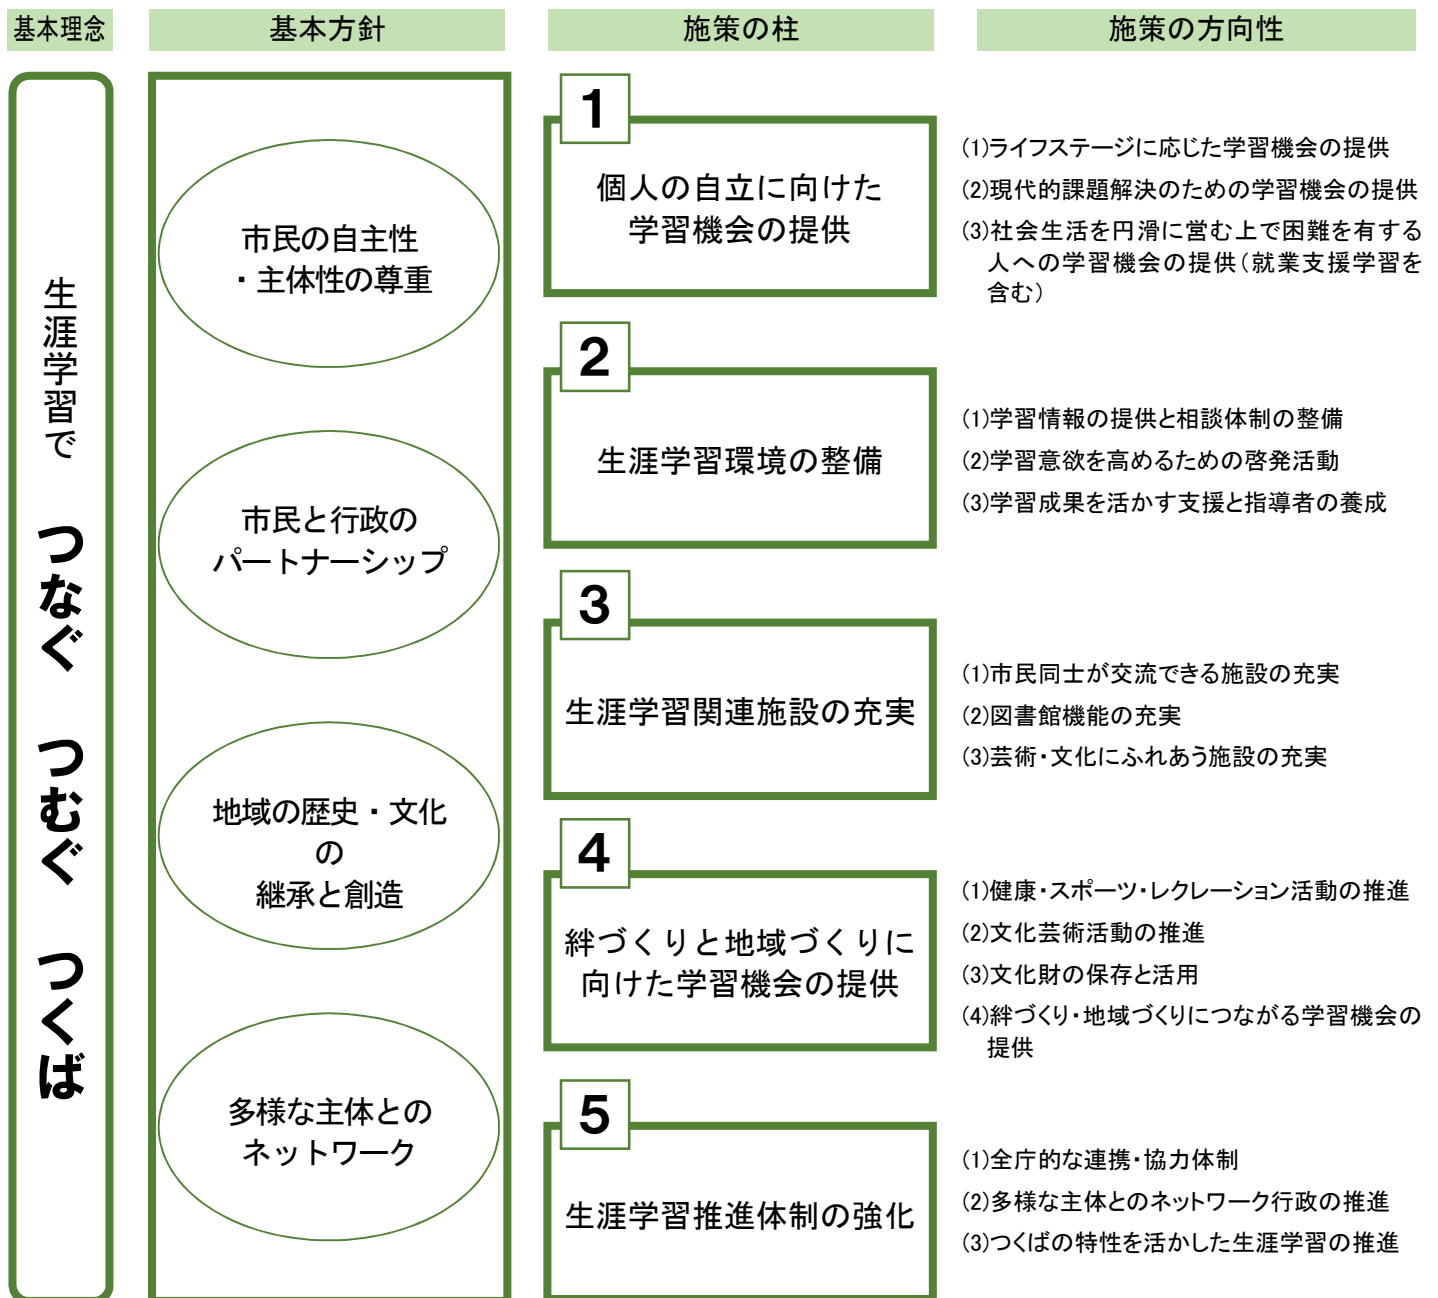 基本理念
基本方針
施策の柱
施策の方向性
生涯学習で つなぐ つむぐ つくば
市民の自主性
・主体性の尊重
市民と行政の
パートナーシップ
地域の歴史・文化
の
継承と創造
多様な主体との
ネットワーク
1
個人の自立に向けた
学習機会の提供
(1)ライフステージに応じた学習機会の提供
(2)現代的課題解決のための学習機会の提供
(3)社会生活を円滑に営む上で困難を有する
人への学習機会の提供（就業支援学習を
含む）
2
生涯学習環境の整備
(1)学習情報の提供と相談体制の整備
(2)学習意欲を高めるための啓発活動
(3)学習成果を活かす支援と指導者の養成
3
生涯学習関連施設の充実
(1)市民同士が交流できる施設の充実
(2)図書館機能の充実
(3)芸術・文化にふれあう施設の充実
4
絆づくりと地域づくりに
向けた学習機会の提供
(1)健康・スポーツ・レクレーション活動の推進
(2)文化芸術活動の推進
(3)文化財の保存と活用
(4)絆づくり・地域づくりにつながる学習機会の
提供
5
生涯学習推進体制の強化
(1)全庁的な連携・協力体制
(2)多様な主体とのネットワーク行政の推進
(3)つくばの特性を活かした生涯学習の推進